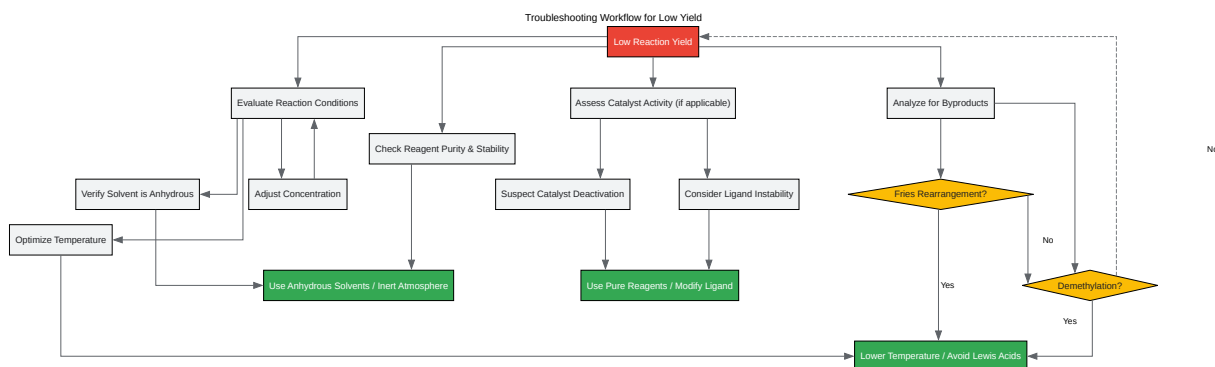 Troubleshooting Workflow for Low Yield
Low Reaction Yield
Evaluate Reaction Conditions
Assess Catalyst Activity (if applicable)
Analyze for Byproducts
Check Reagent Purity & Stability
No
Verify Solvent is Anhydrous
Adjust Concentration
Suspect Catalyst Deactivation
Consider Ligand Instability
Fries Rearrangement?
Optimize Temperature
No
Use Anhydrous Solvents / Inert Atmosphere
Use Pure Reagents / Modify Ligand
Yes
Demethylation?
Yes
Lower Temperature / Avoid Lewis Acids